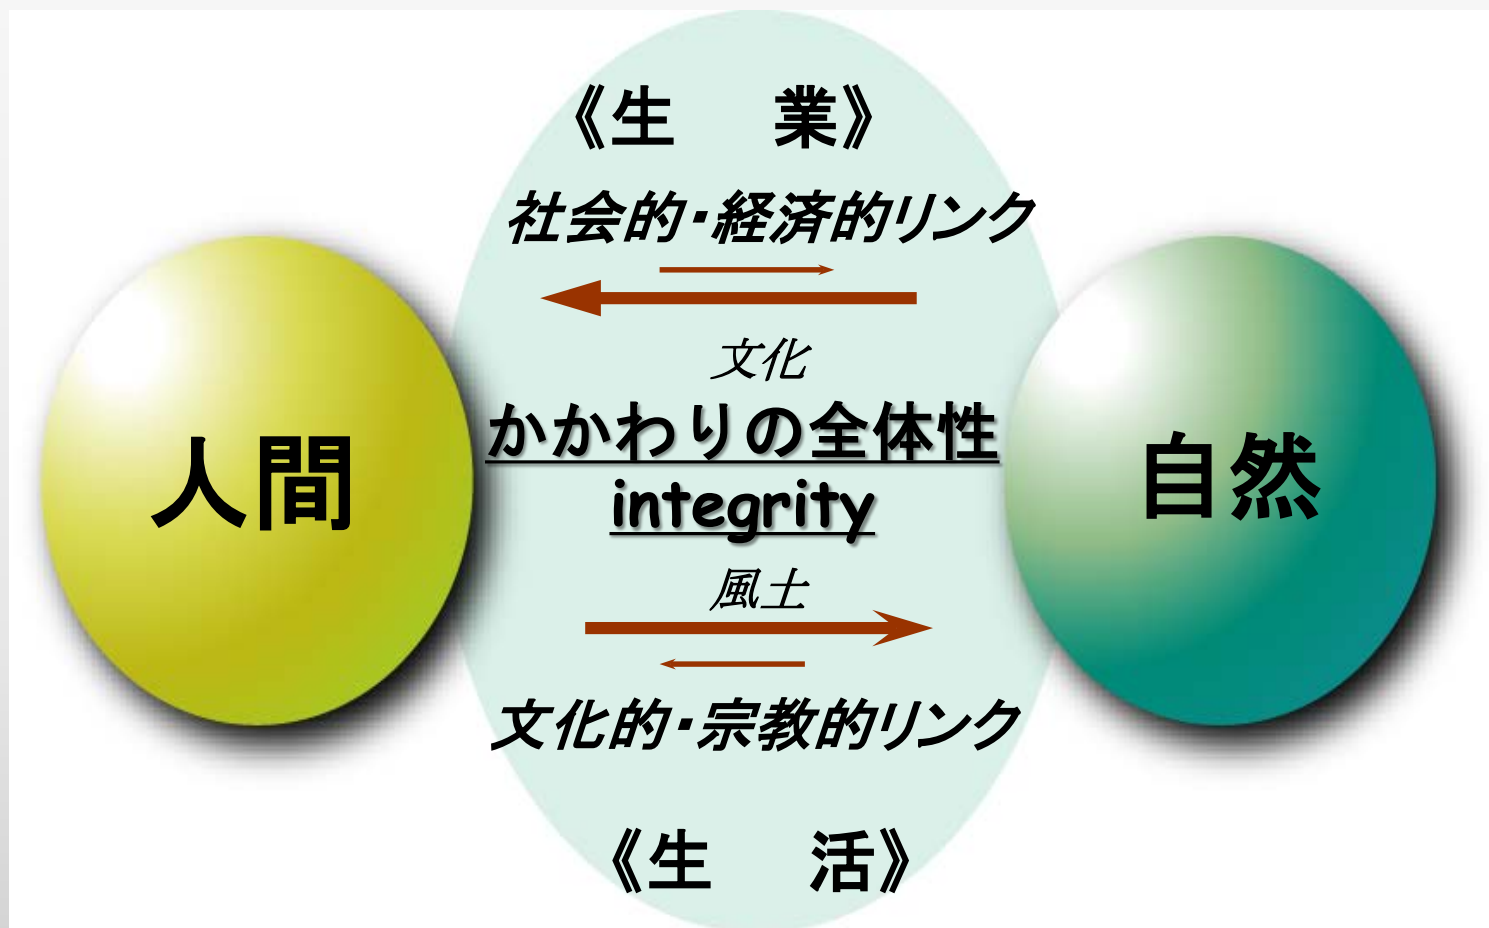 《生　業》
社会的・経済的リンク
文化
かかわりの全体性
integrity
人間
自然
風土
文化的・宗教的リンク
《生　活》